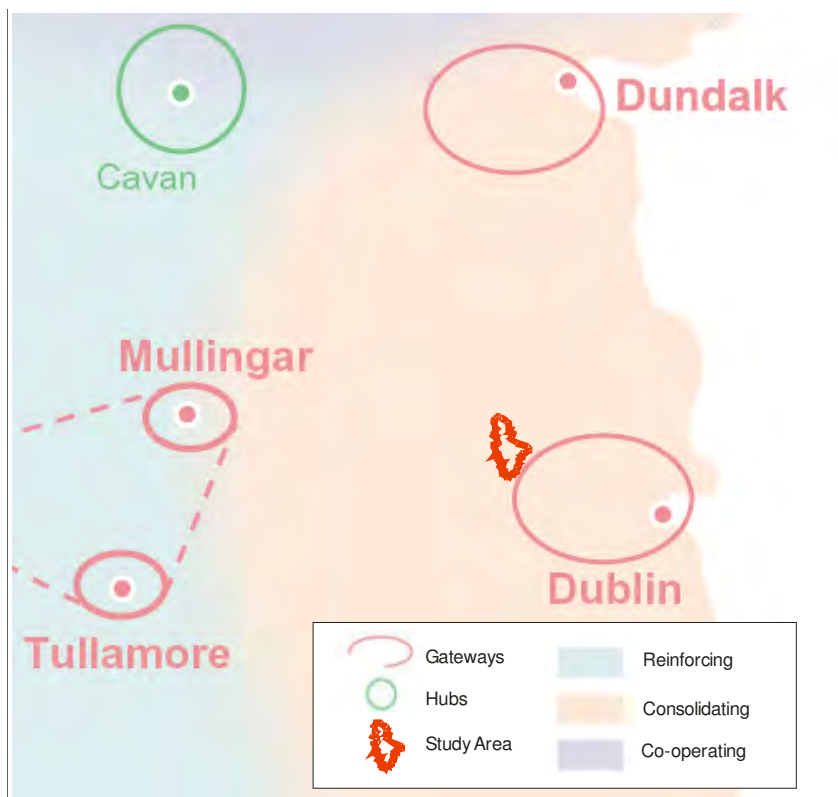 Dundalk
Cavan
Mullingar
Dublin
Tullamore
Gateways
Hubs
Study Area
Reinforcing
Consolidating
Co-operating